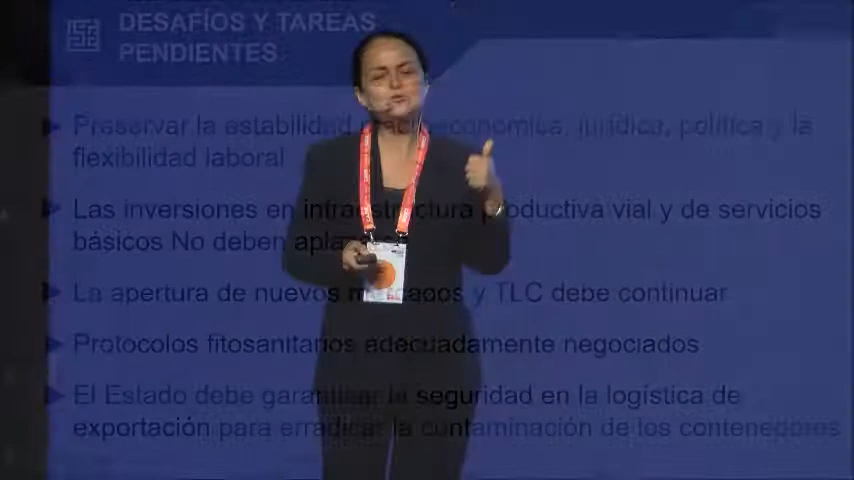 DESAFÍOS Y TAREAS
PENDIENTES
Preservar la estabilidad macroeconómica, jurídica, política y la
flexibilidad laboral
Las inversiones en infraestructura productiva vial y de servicios
básicos No deben aplazarse
La apertura de nuevos mercados y TLC debe continuar
Protocolos fitosanitarios adecuadamente negociados
El Estado debe garantizar la seguridad en la logística de
exportación para erradicar la contaminación de los contenedores